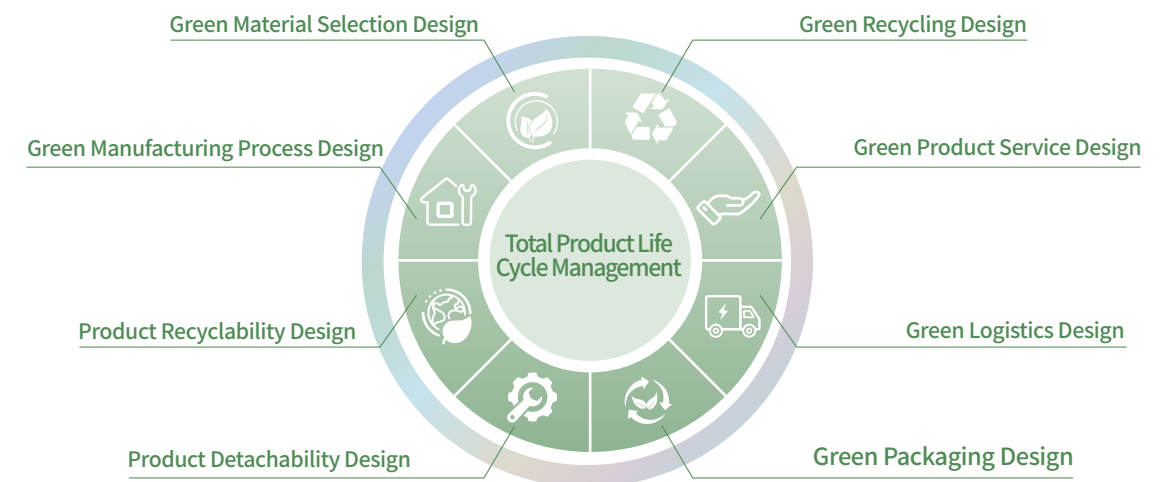 Green Material Selection Design
Green Recycling Design
Green Manufacturing Process Design
Green Product Service Design
Total Product Life
Cycle Management
Product Recyclability Design
Green Logistics Design
Product Detachability Design
Green Packaging Design